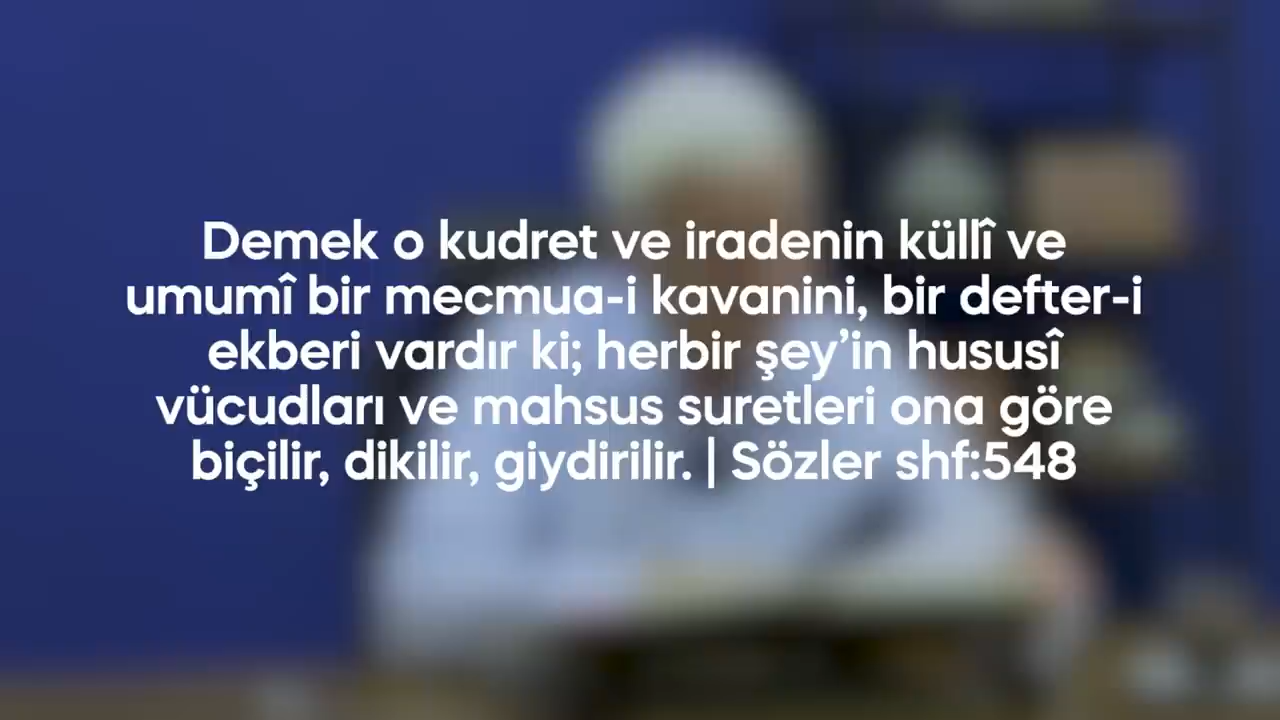 Demek o kudret ve iradenin küllî ve
umumî bir mecmua-i kavanini, bir defter-i
ekberi vardır ki; herbir şey’in hususî
vücudları ve mahsus suretleri ona göre
biçilir, dikilir, giydirilir. | Sözler shf:548